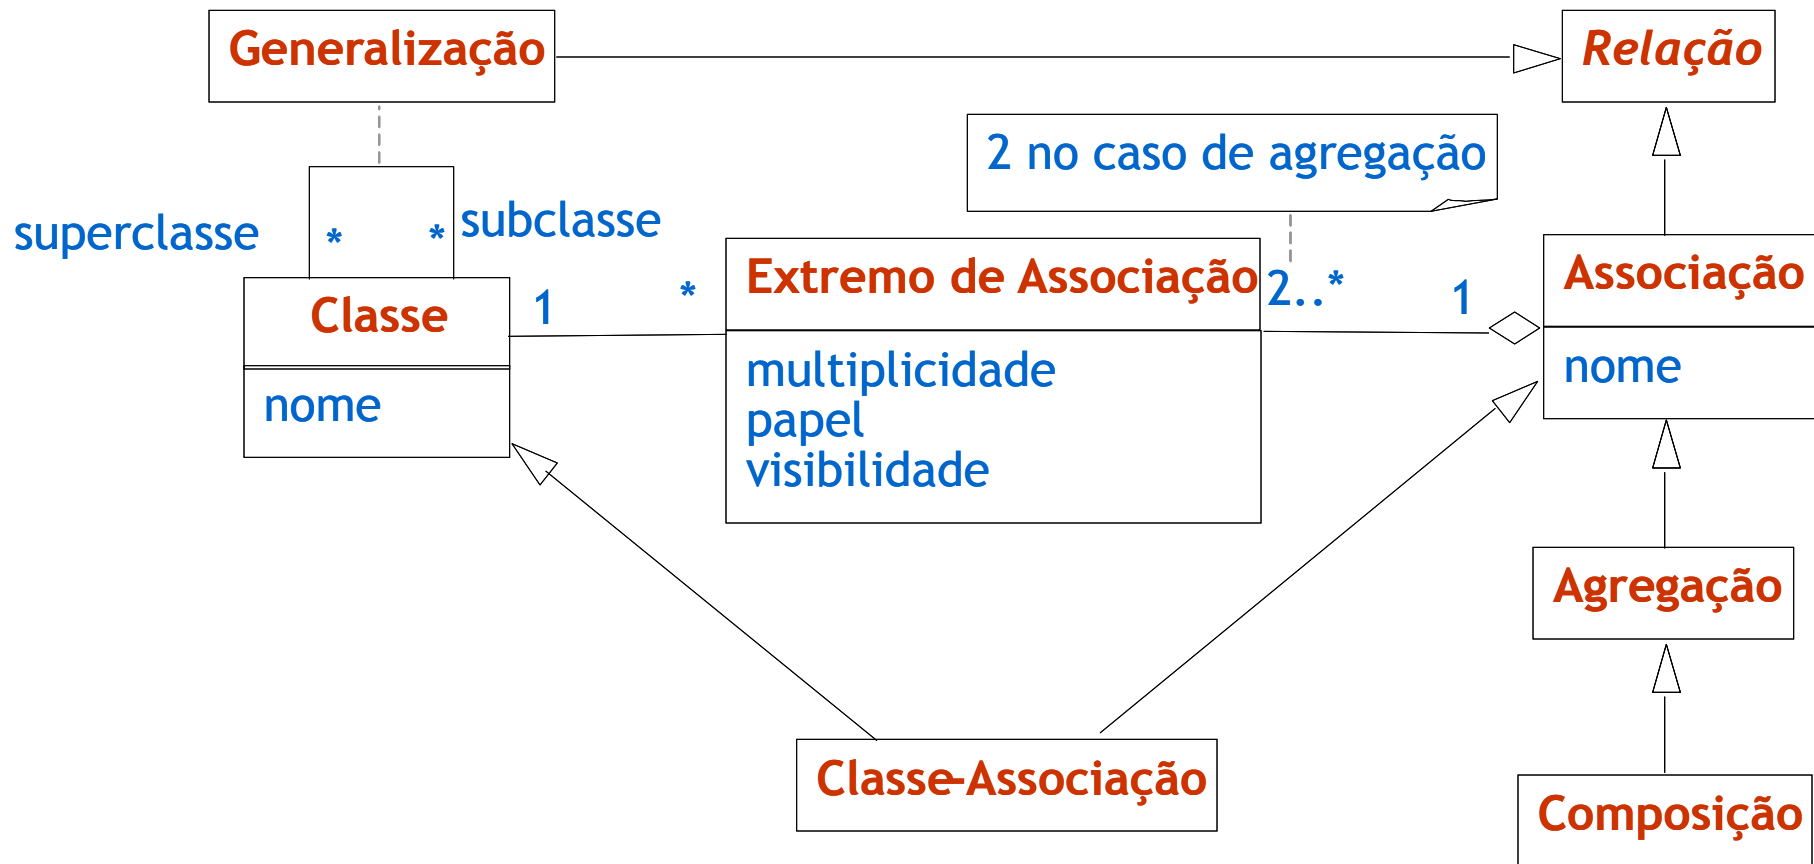 Generalização
Relação
2 no caso de agregação
superclasse
*
*
subclasse
Classe
nome
1
*
Extremo de Associação
multiplicidade
papel
visibilidade
2..*
1
Associação
nome
Agregação
Classe-Associação
Composição